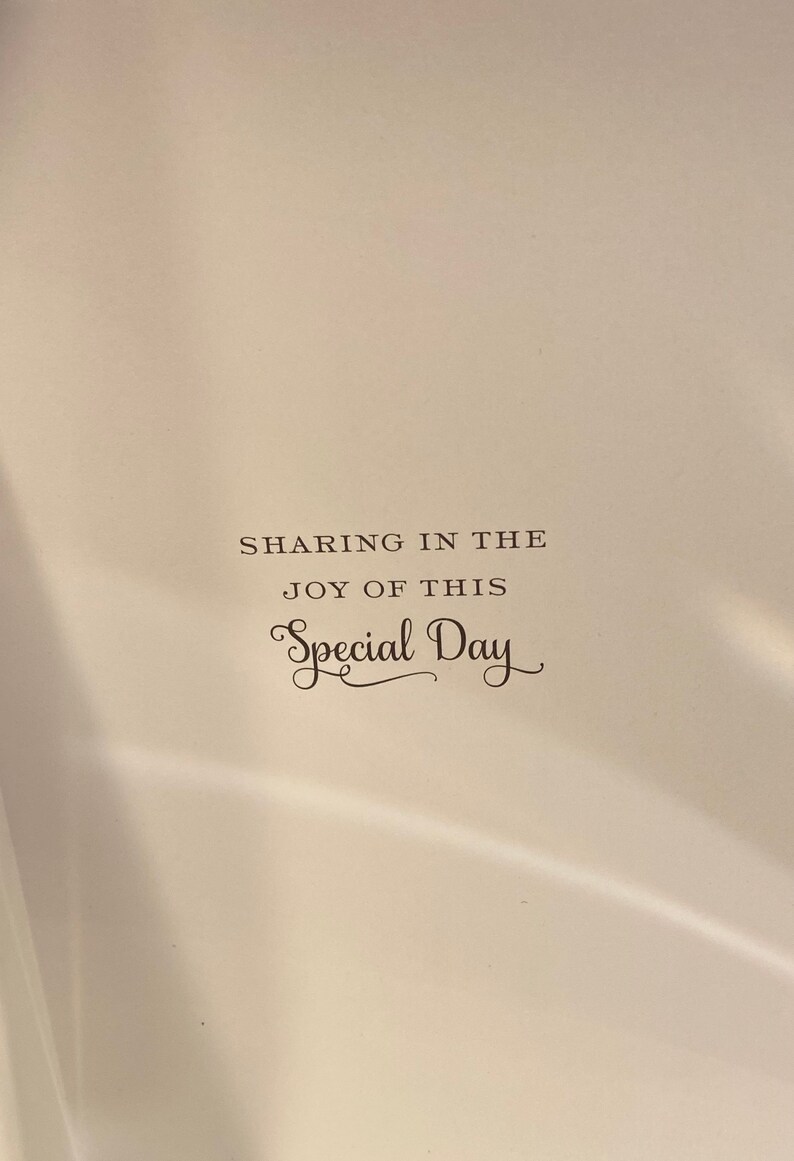 SHARING IN THE
JOY OF THIS
Special Day